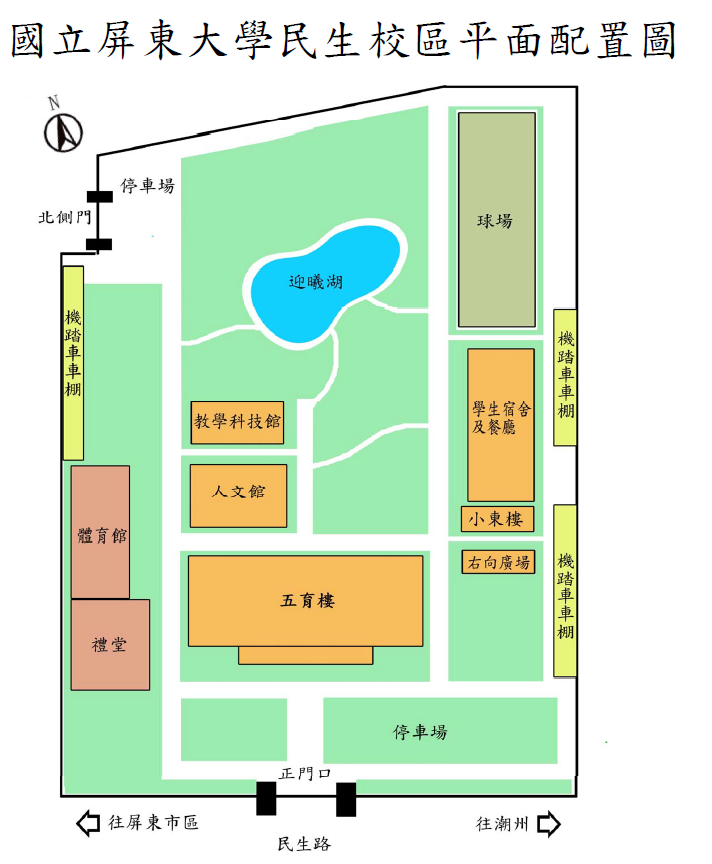 國立屏東大學民生校區平面配置圖
N
停車場
北側門
球場
迎曦湖
機踏車車棚
機踏車車棚
教學科技館
學生宿舍
及餐廳
人文館
小東樓
體育館
右向廣場
機踏車車棚
五育樓
禮堂
停車場
正門口
往屏東市區
往潮州
民生路